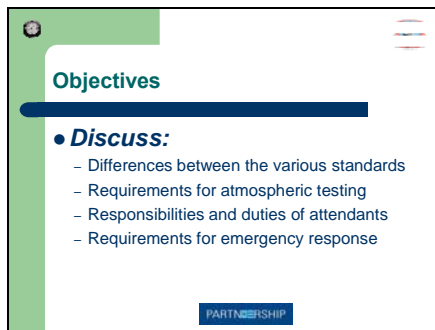 Objectives
● Discuss:
– Differences between the various standards
– Requirements for atmospheric testing
– Responsibilities and duties of attendants
– Requirements for emergency response
PARTNERSHIP